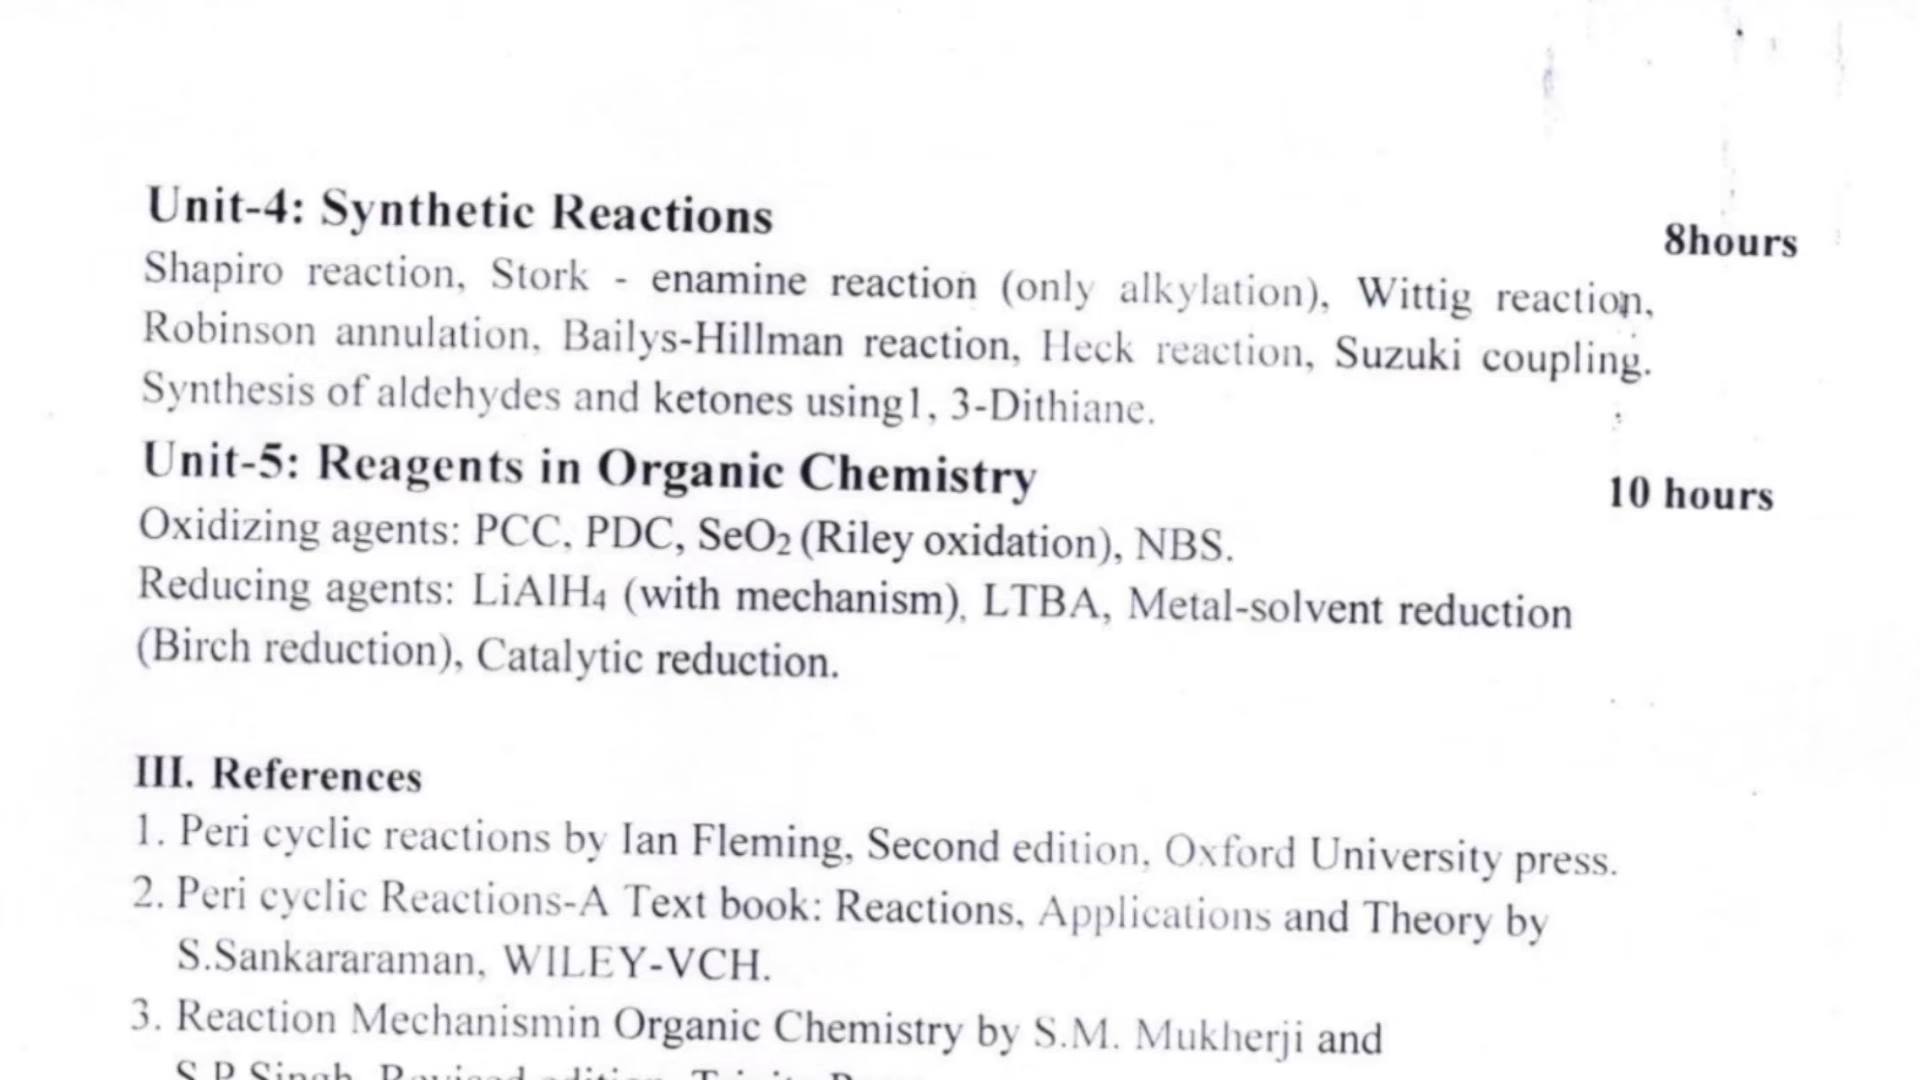 Unit-4: Synthetic Reactions 8hours
Shapiro reaction, Stork - enamine reaction (only alkylation), Wittig reaction,
Robinson annulation, Bailys-Hillman reaction, Heck reaction, Suzuki coupling.
Synthesis of aldehydes and ketones using1, 3-Dithiane.
Unit-5: Reagents in Organic Chemistry 10 hours
Oxidizing agents: PCC, PDC, SeO₂ (Riley oxidation), NBS.
Reducing agents: LiAlH₄ (with mechanism), LTBA, Metal-solvent reduction
(Birch reduction), Catalytic reduction.
III. References
1. Peri cyclic reactions by Ian Fleming, Second edition, Oxford University press.
2. Peri cyclic Reactions-A Text book: Reactions, Applications and Theory by
S.Sankararaman, WILEY-VCH.
3. Reaction Mechanismin Organic Chemistry by S.M. Mukherji and
S.P Singh, Revised edition, Trinity Press